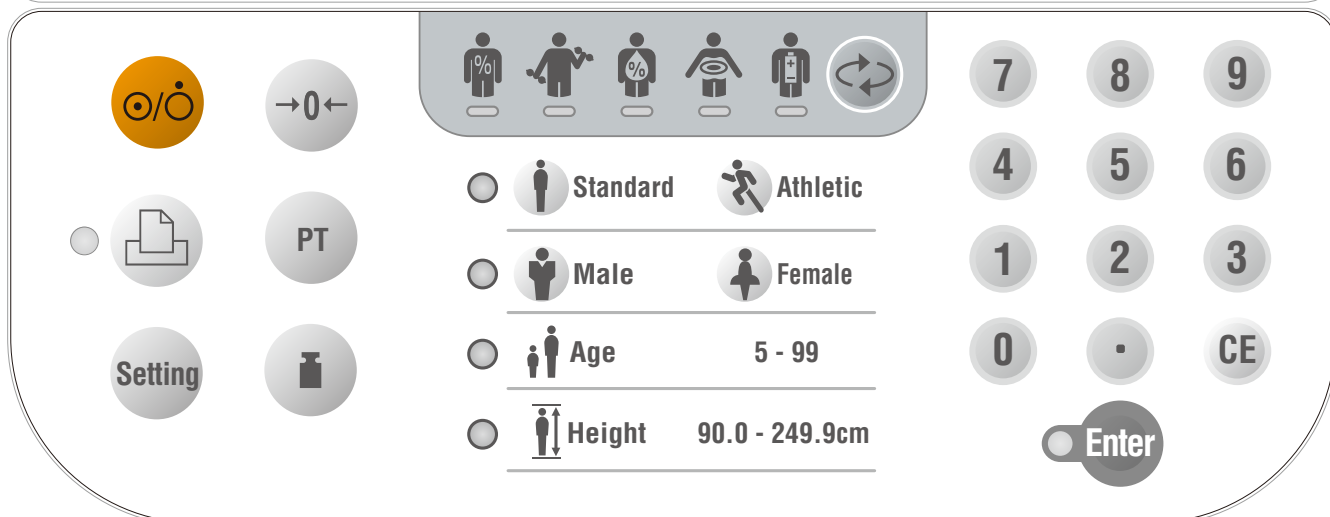 % %
→0←
PT
Setting
Standard Athletic
Male Female
Age 5 - 99
Height 90.0 - 249.9cm
7 8 9
4 5 6
1 2 3
0 . CE
Enter